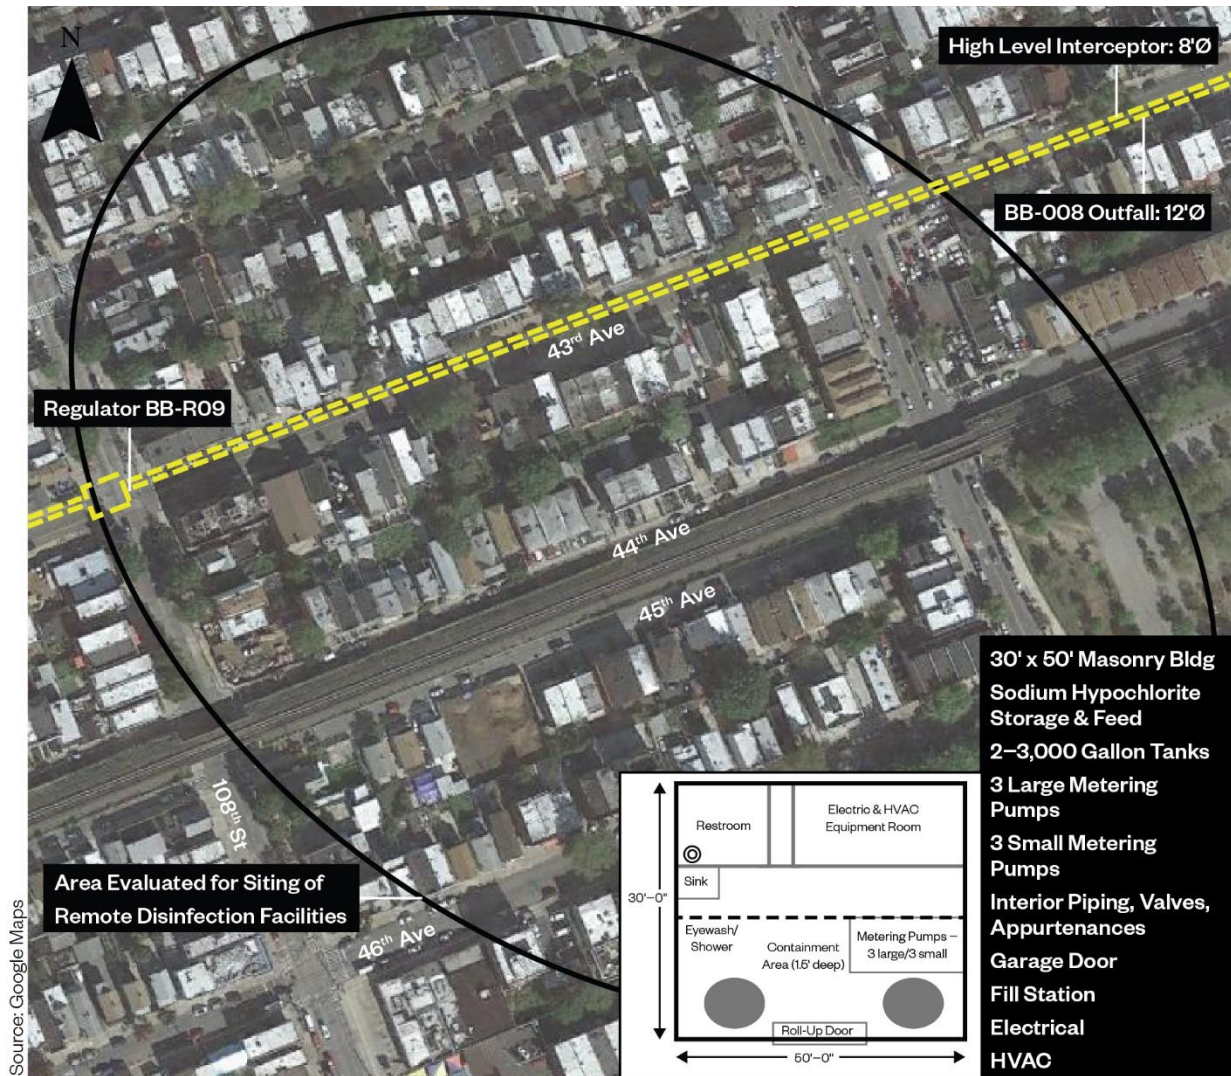 N
High Level Interceptor: 8'Ø
BB-008 Outfall: 12'Ø
43rd Ave
Regulator BB-R09
44th Ave
45th Ave
108th St
Area Evaluated for Siting of
Remote Disinfection Facilities
46th Ave
Source: Google Maps
30' x 50' Masonry Bldg
Sodium Hypochlorite
Storage & Feed
2–3,000 Gallon Tanks
3 Large Metering
Pumps
3 Small Metering
Pumps
Interior Piping, Valves,
Appurtenances
Garage Door
Fill Station
Electrical
HVAC
Restroom
Electric & HVAC
Equipment Room
Sink
30'-0"
Eyewash/
Shower
Containment
Area (1.5' deep)
Metering Pumps –
3 large/3 small
Roll-Up Door
50'-0"